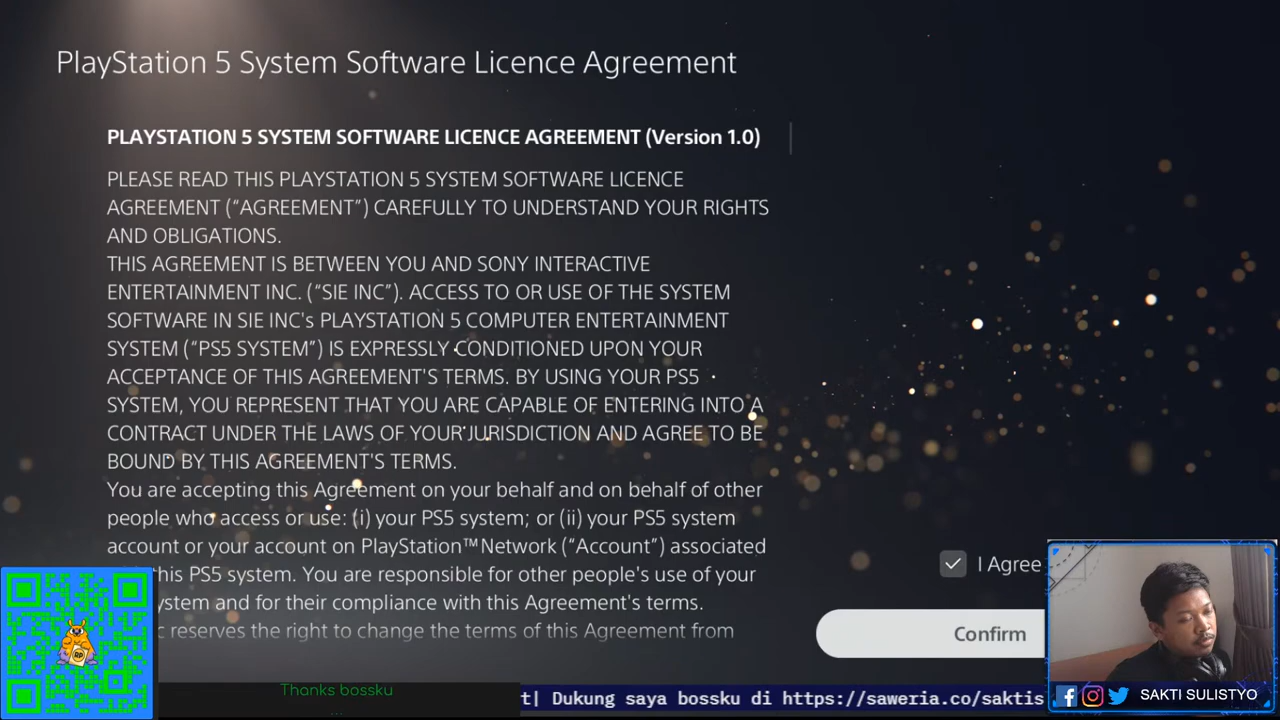 PlayStation 5 System Software Licence Agreement
PLAYSTATION 5 SYSTEM SOFTWARE LICENCE AGREEMENT (Version 1.0)
PLEASE READ THIS PLAYSTATION 5 SYSTEM SOFTWARE LICENCE
AGREEMENT (“AGREEMENT”) CAREFULLY TO UNDERSTAND YOUR RIGHTS
AND OBLIGATIONS.
THIS AGREEMENT IS BETWEEN YOU AND SONY INTERACTIVE
ENTERTAINMENT INC. (“SIE INC”). ACCESS TO OR USE OF THE SYSTEM
SOFTWARE IN SIE INC's PLAYSTATION 5 COMPUTER ENTERTAINMENT
SYSTEM (“PS5 SYSTEM”) IS EXPRESSLY CONDITIONED UPON YOUR
ACCEPTANCE OF THIS AGREEMENT'S TERMS. BY USING YOUR PS5
SYSTEM, YOU REPRESENT THAT YOU ARE CAPABLE OF ENTERING INTO A
CONTRACT UNDER THE LAWS OF YOUR JURISDICTION AND AGREE TO BE
BOUND BY THIS AGREEMENT'S TERMS.
You are accepting this Agreement on your behalf and on behalf of other
people who access or use: (i) your PS5 system; or (ii) your PS5 system
account or your account on PlayStation™Network (“Account”) associated
this PS5 system. You are responsible for other people's use of your
ystem and for their compliance with this Agreement's terms.
c reserves the right to change the terms of this Agreement from
I Agree
Confirm
RP
Thanks bossku
...
t| Dukung saya bossku di https://saweria.co/saktis
SAKTI SULISTYO